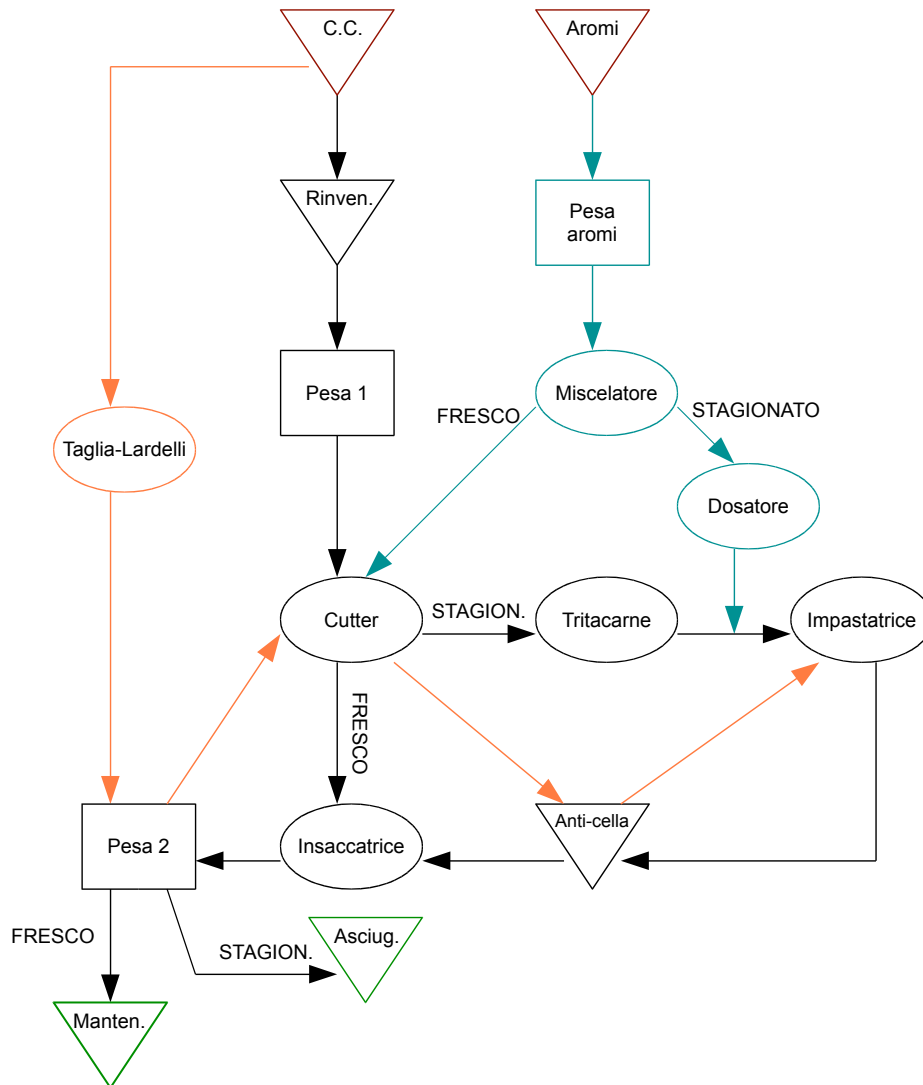 C.C.
Aromi
Rinven.
Pesa
aromi
Pesa 1
Miscelatore
FRESCO
STAGIONATO
Taglia-Lardelli
Dosatore
Cutter
STAGION.
Tritacarne
Impastatrice
FRESCO
Pesa 2
Insaccatrice
Anti-cella
FRESCO
STAGION.
Asciug.
Manten.